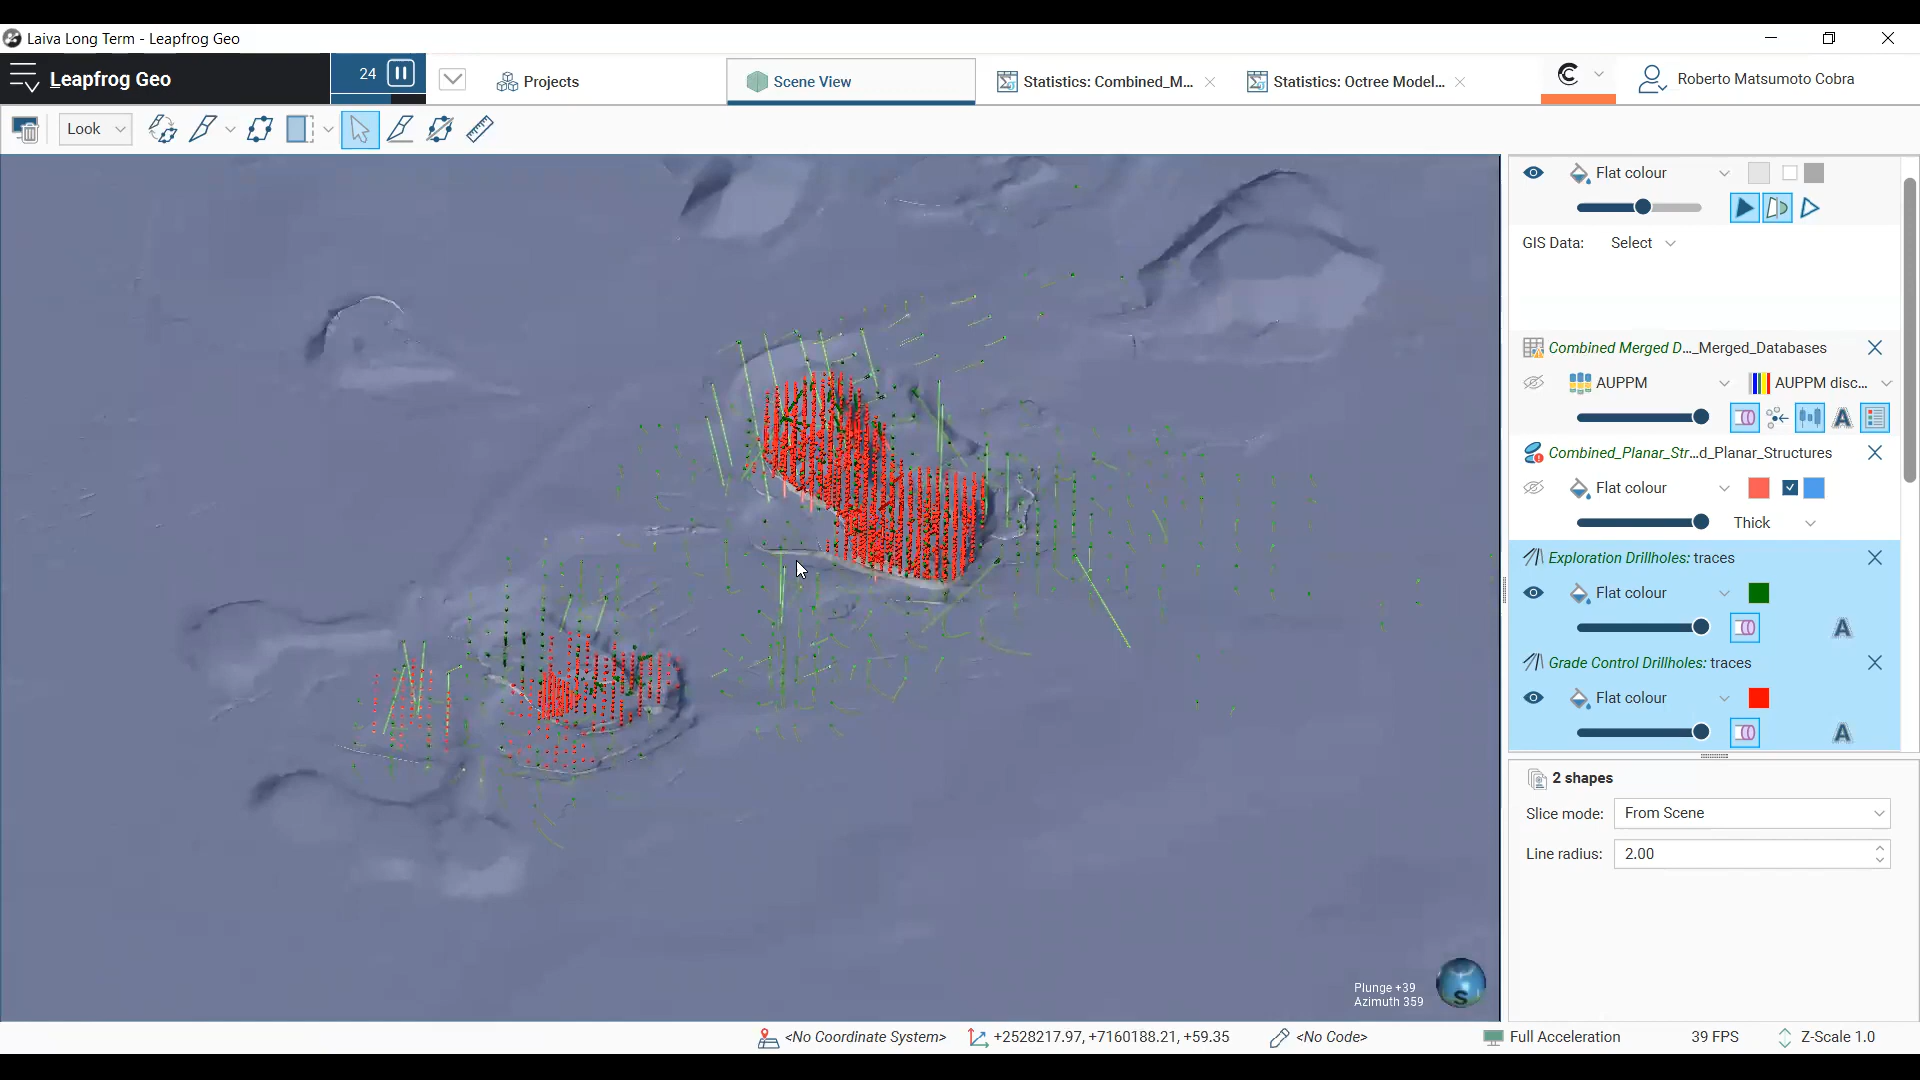 Laiva Long Term - Leapfrog Geo
Leapfrog Geo
24
Projects
Scene View
Statistics: Combined_M...
Statistics: Octree Model...
Roberto Matsumoto Cobra
Look
Flat colour
GIS Data: Select
Combined Merged D..._Merged_Databases
AUPPM
AUPPM disc...
A
Combined_Planar_Str...d_Planar_Structures
Flat colour
Thick
Exploration Drillholes: traces
Flat colour
A
Grade Control Drillholes: traces
Flat colour
A
2 shapes
Slice mode: From Scene
Line radius: 2.00
Plunge +39
Azimuth 359
S
<No Coordinate System>
+2528217.97, +7160188.21, +59.35
<No Code>
Full Acceleration
39 FPS
Z-Scale 1.0